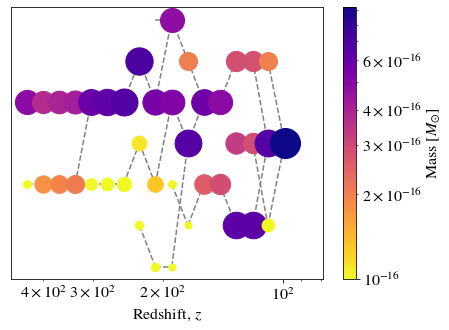 6 × 10⁻¹⁶
4 × 10⁻¹⁶
3 × 10⁻¹⁶
2 × 10⁻¹⁶
10⁻¹⁶
Mass [M⊙]
4 × 10² 3 × 10² 2 × 10² 10²
Redshift, z